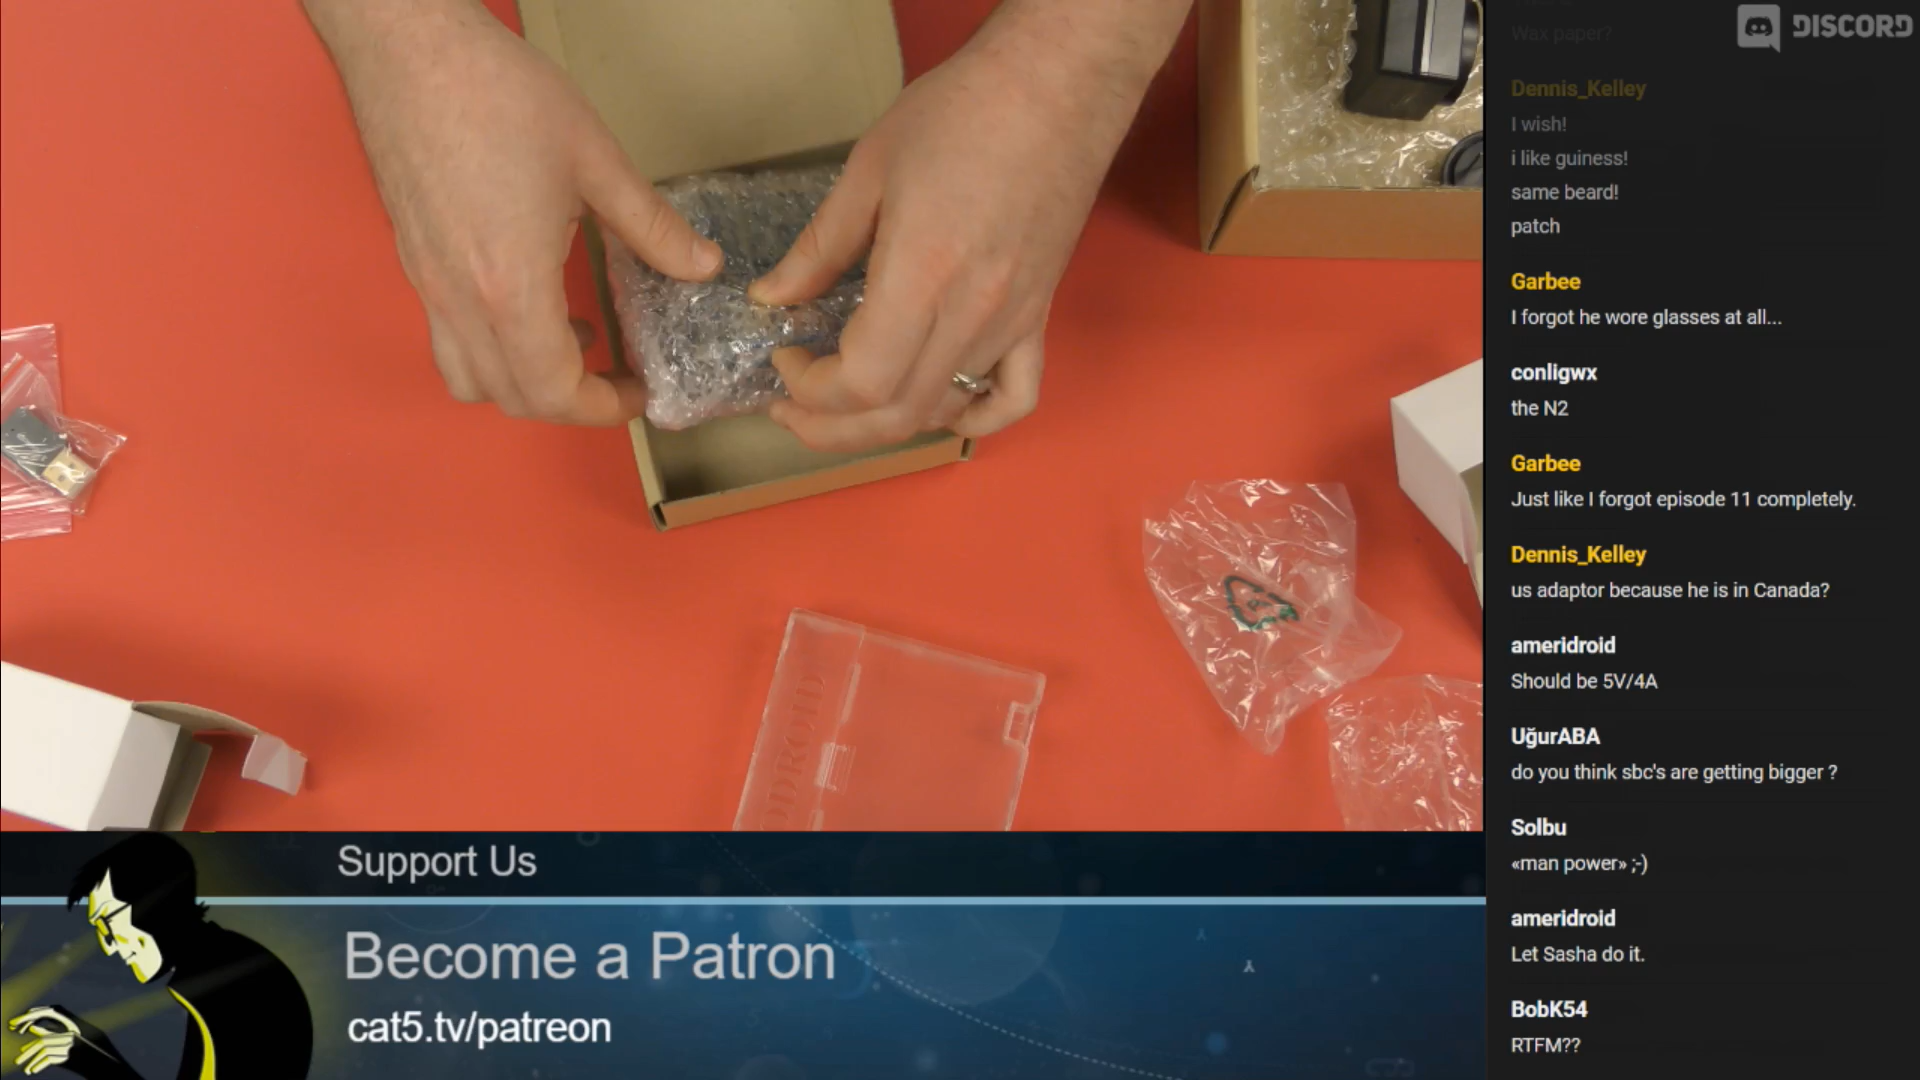 DISCORD
Wax paper?
Dennis_Kelley
I wish!
i like guiness!
same beard!
patch
Garbee
I forgot he wore glasses at all...
conligwx
the N2
Garbee
Just like I forgot episode 11 completely.
Dennis_Kelley
us adaptor because he is in Canada?
ameridroid
Should be 5V/4A
UğurABA
do you think sbc's are getting bigger ?
Solbu
«man power» ;-)
ameridroid
Let Sasha do it.
BobK54
RTFM??
ODROID
Support Us
Become a Patron
cat5.tv/patreon